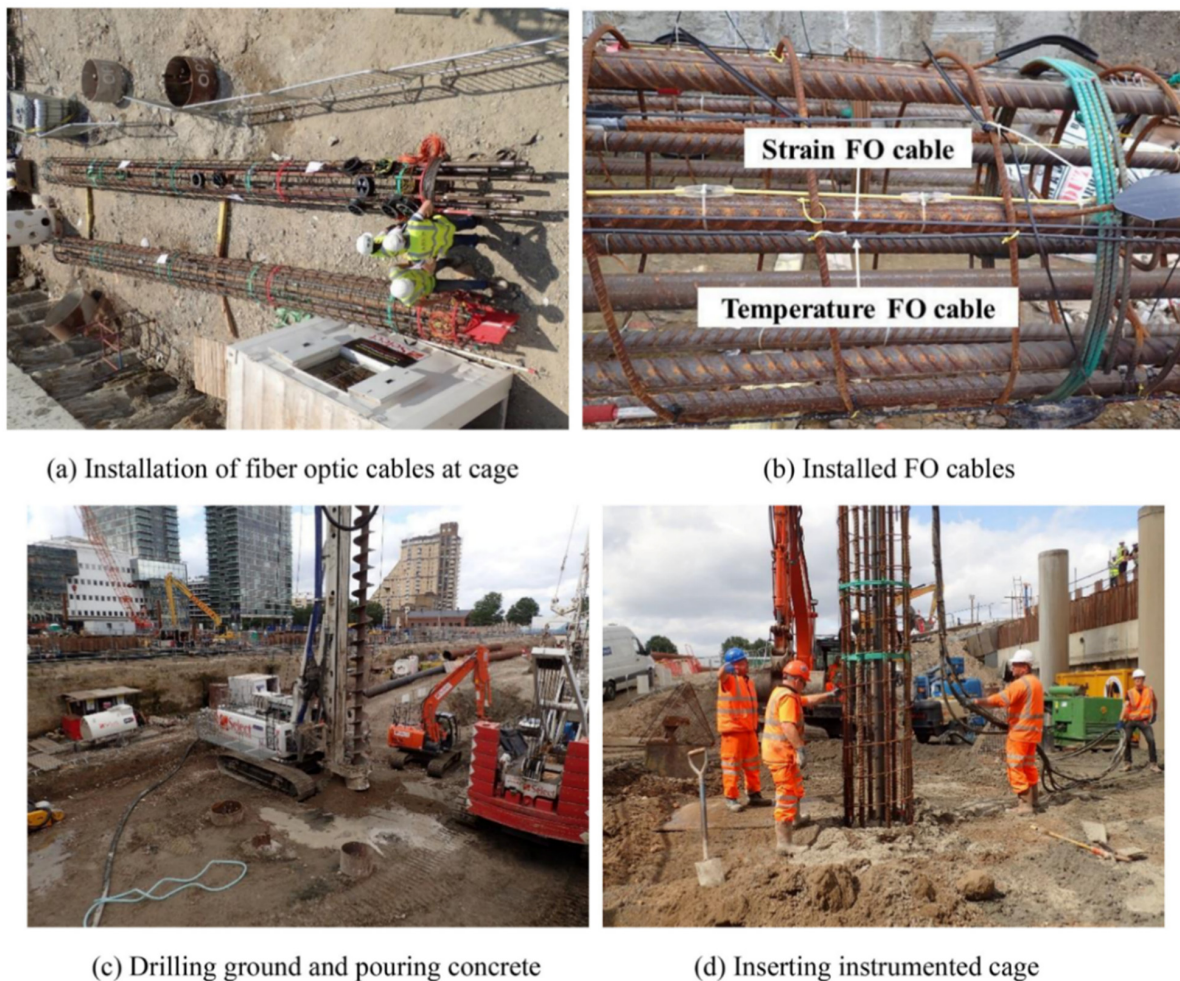 Strain FO cable
Temperature FO cable
(a) Installation of fiber optic cables at cage
(b) Installed FO cables
(c) Drilling ground and pouring concrete
(d) Inserting instrumented cage